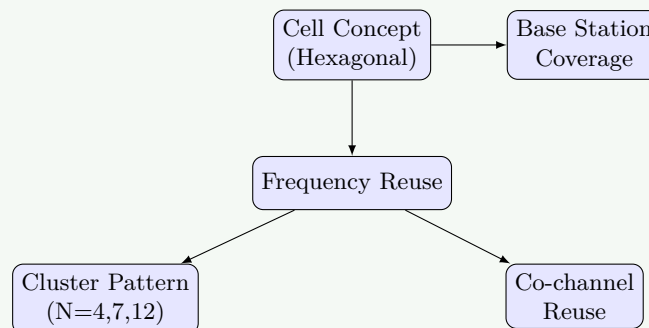 Cell Concept
(Hexagonal)
Base Station
Coverage
Frequency Reuse
Cluster Pattern
(N=4,7,12)
Co-channel
Reuse